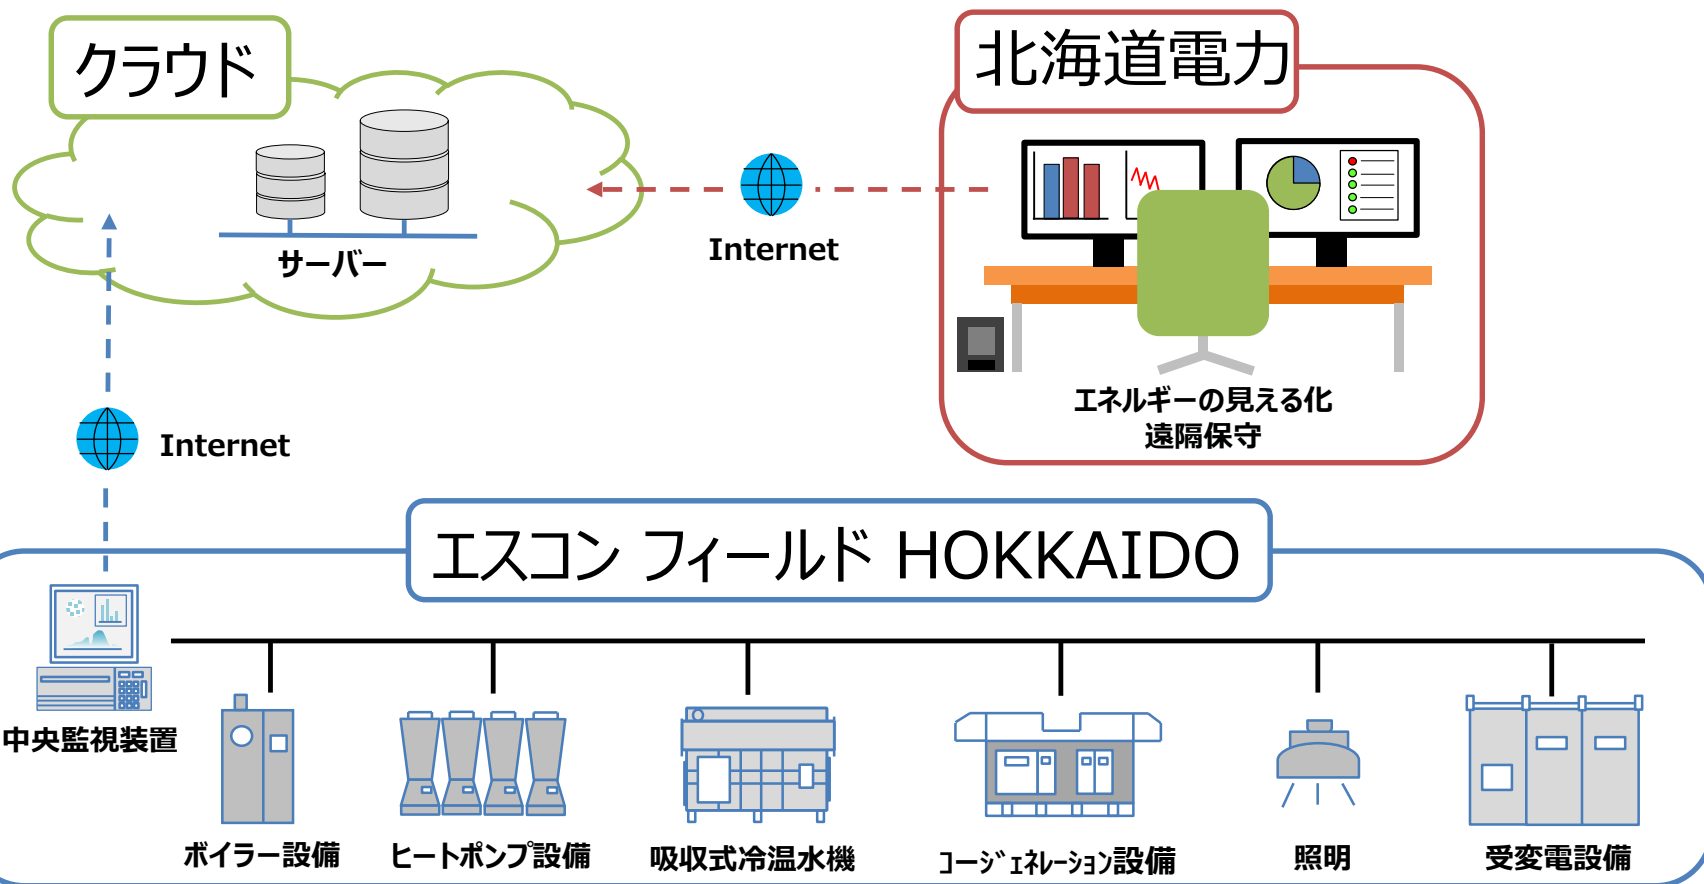 クラウド
北海道電力
サーバー
Internet
エネルギーの見える化
遠隔保守
Internet
エスコン フィールド HOKKAIDO
中央監視装置
ボイラー設備
ヒートポンプ設備
吸収式冷温水機
コージェネレーション設備
照明
受変電設備